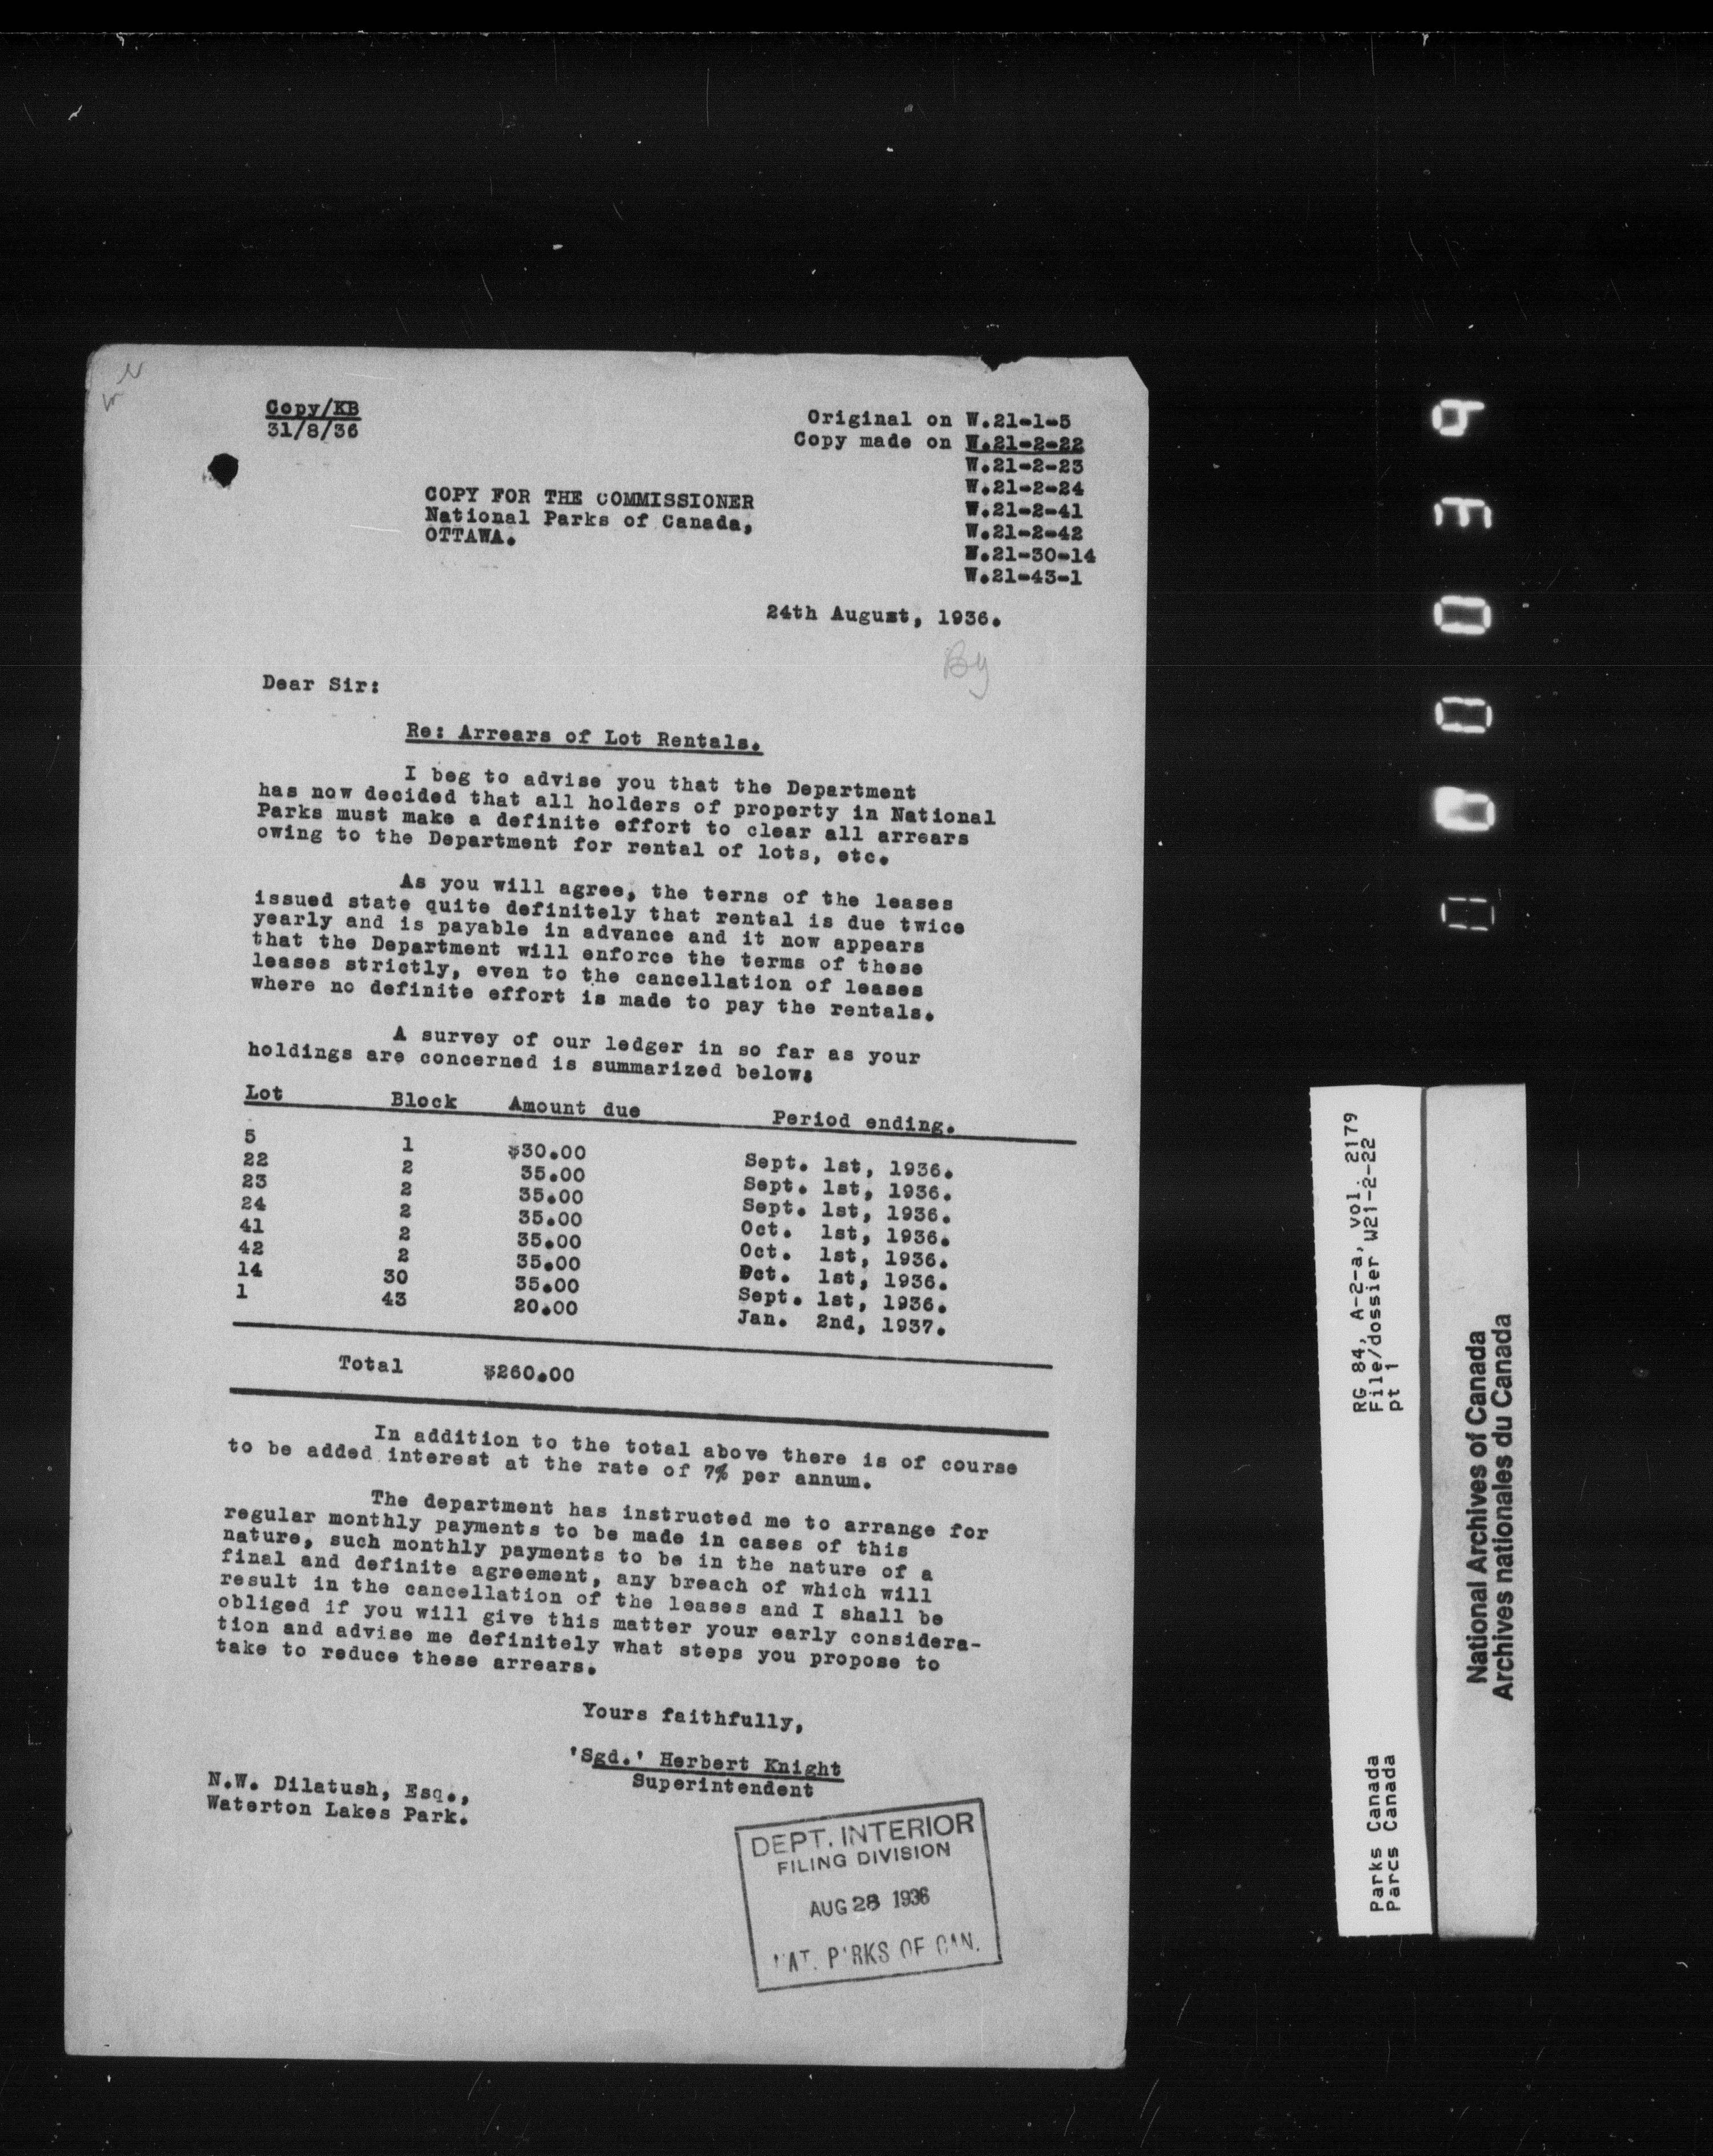 Copy/KB
31/8/36
Original on W.21-1-5
Copy made on W.21-2-22
W.21-2-23
W.21-2-24
W.21-2-41
W.21-2-42
W.21-30-14
W.21-43-1
COPY FOR THE COMMISSIONER
National Parks of Canada,
OTTAWA.
24th August, 1936.
By
Dear Sir:
Re: Arrears of Lot Rentals.
I beg to advise you that the Department
has now decided that all holders of property in National
Parks must make a definite effort to clear all arrears
owing to the Department for rental of lots, etc.
As you will agree, the terns of the leases
issued state quite definitely that rental is due twice
yearly and is payable in advance and it now appears
that the Department will enforce the terms of these
leases strictly, even to the cancellation of leases
where no definite effort is made to pay the rentals.
A survey of our ledger in so far as your
holdings are concerned is summarized below:
Lot Block Amount due Period ending.
5 1 $30.00 Sept. 1st, 1936.
22 2 35.00 Sept. 1st, 1936.
23 2 35.00 Sept. 1st, 1936.
24 2 35.00 Oct. 1st, 1936.
41 2 35.00 Oct. 1st, 1936.
42 2 35.00 Oct. 1st, 1936.
14 30 35.00 Sept. 1st, 1936.
1 43 20.00 Jan. 2nd, 1937.
Total $260.00
In addition to the total above there is of course
to be added interest at the rate of 7% per annum.
The department has instructed me to arrange for
regular monthly payments to be made in cases of this
nature, such monthly payments to be in the nature of a
final and definite agreement, any breach of which will
result in the cancellation of the leases and I shall be
obliged if you will give this matter your early considera-
tion and advise me definitely what steps you propose to
take to reduce these arrears.
Yours faithfully,
'Sgd.' Herbert Knight
Superintendent
N.W. Dilatush, Esq.,
Waterton Lakes Park.
DEPT. INTERIOR
FILING DIVISION
AUG 28 1936
NAT. PARKS OF CAN.
RG 84, A-2-a, vol. 2179
File/dossier W21-2-22
pt 1
Parks Canada
Parcs Canada
National Archives of Canada
Archives nationales du Canada